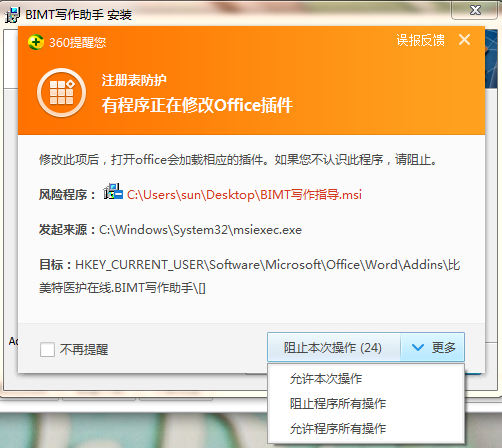 BIMT写作助手 安装
360提醒您
误报反馈
注册表防护
有程序正在修改Office插件
修改此项后，打开office会加载相应的插件。如果您不认识此程序，请阻止。
风险程序： C:\Users\sun\Desktop\BIMT写作指导.msi
发起来源：C:\Windows\System32\msiexec.exe
目标：HKEY_CURRENT_USER\Software\Microsoft\Office\Word\Addins\比
美特医护在线.BIMT写作助手\[]
不再提醒
阻止本次操作 (24)
更多
允许本次操作
阻止程序所有操作
允许程序所有操作